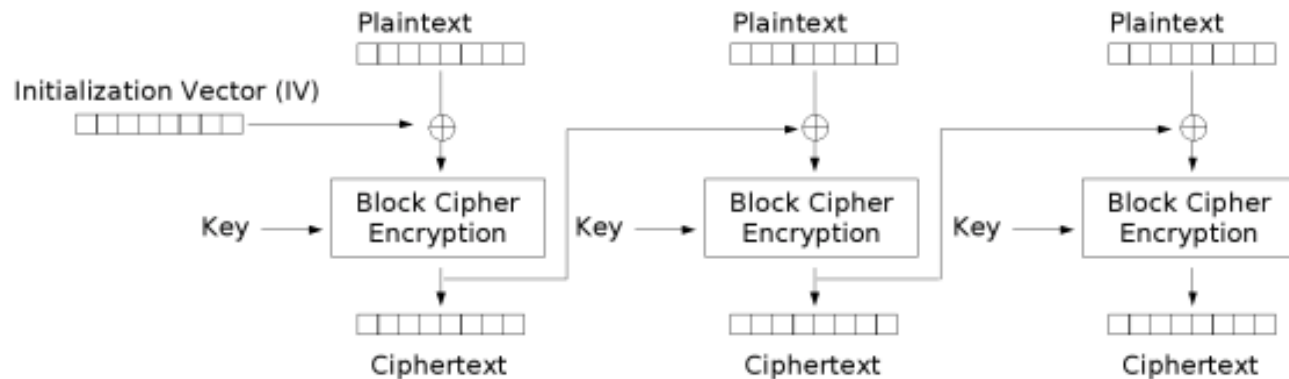 Plaintext
Plaintext
Plaintext
Initialization Vector (IV)
Key
Block Cipher
Encryption
Key
Block Cipher
Encryption
Key
Block Cipher
Encryption
Ciphertext
Ciphertext
Ciphertext